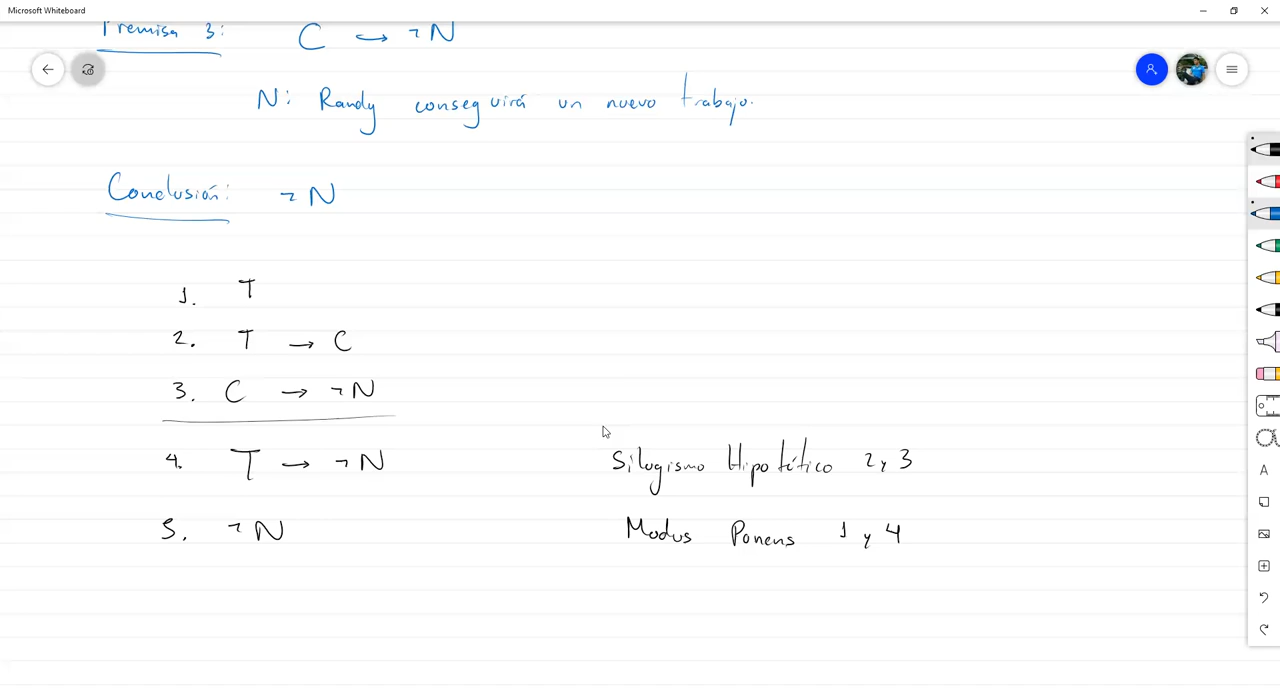 Microsoft Whiteboard
Premisa 3: C → ¬N
N: Randy conseguirá un nuevo trabajo.
Conclusión: ¬N
1. T
2. T → C
3. C → ¬N
4. T → ¬N Silogismo Hipotético 2 y 3
5. ¬N Modus Ponens 1 y 4